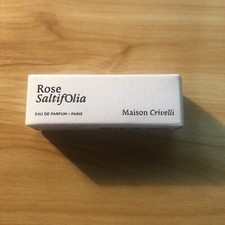 Rose
SaltifOlia
EAU DE PARFUM • PARIS
Maison Crivelli